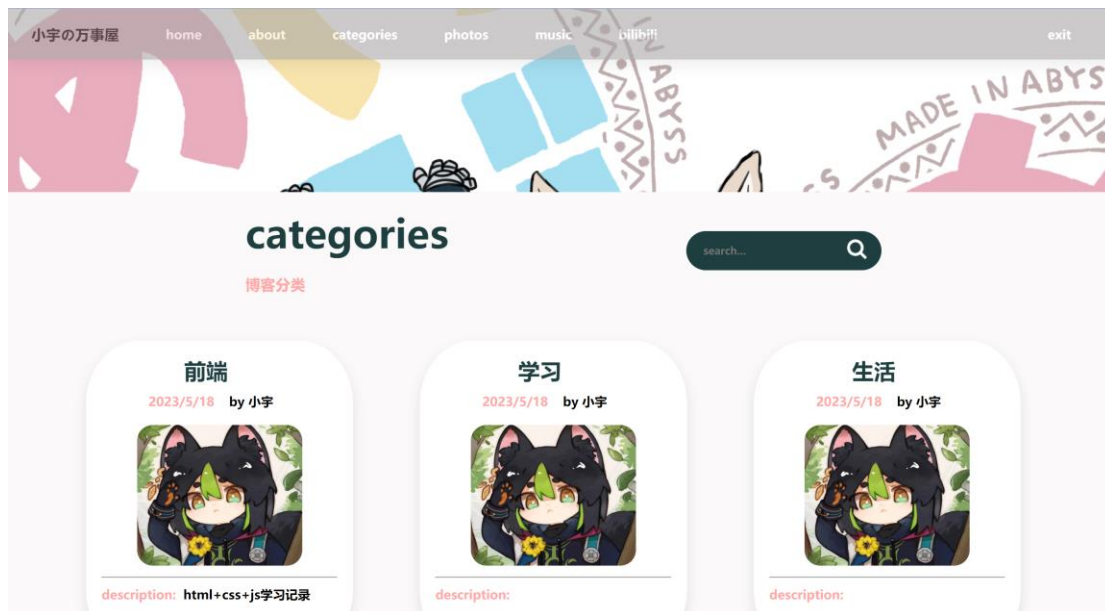 小宇の万事屋 home about categories photos music bilibili exit
IN ABYSS
MADE IN ABYSS
SS
categories
search...
博客分类
前端 学习 生活
2023/5/18 by 小宇 2023/5/18 by 小宇 2023/5/18 by 小宇
description: html+css+js学习记录 description: description: